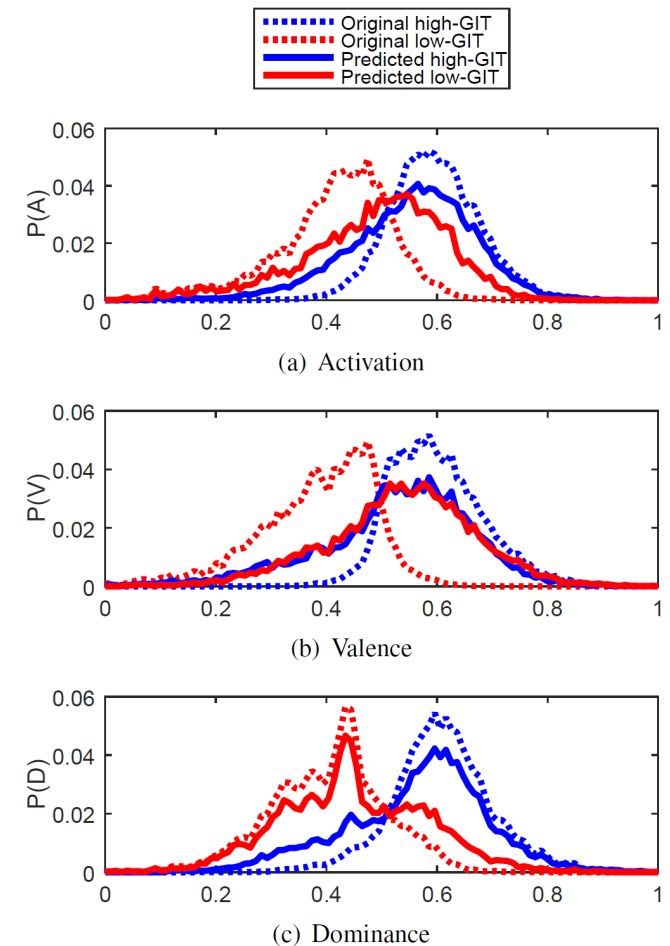 Original high-GIT
Original low-GIT
Predicted high-GIT
Predicted low-GIT
0.06
0.04
0.02
0
P(A)
0 0.2 0.4 0.6 0.8 1
(a) Activation
0.06
0.04
0.02
0
P(V)
0 0.2 0.4 0.6 0.8 1
(b) Valence
0.06
0.04
0.02
0
P(D)
0 0.2 0.4 0.6 0.8 1
(c) Dominance